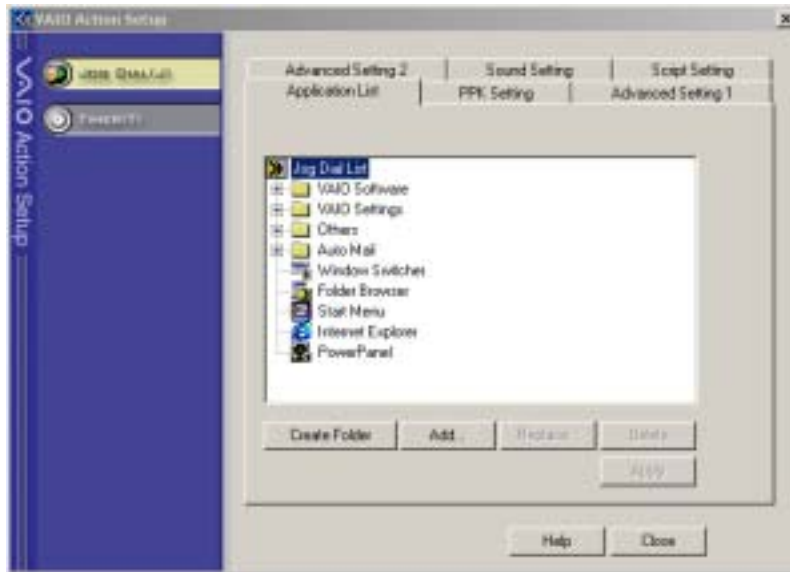 VAIO Action Setup
VAIO Action Setup
Advanced Setting 2
Sound Setting
Script Setting
Application List
PPK Setting
Advanced Setting 1
Jog Dial List
VAIO Software
VAIO Settings
Others
Auto Mail
Window Switcher
Folder Browser
Start Menu
Internet Explorer
PowerPanel
Create Folder
Add...
Replace
Delete
Apply
Help
Close